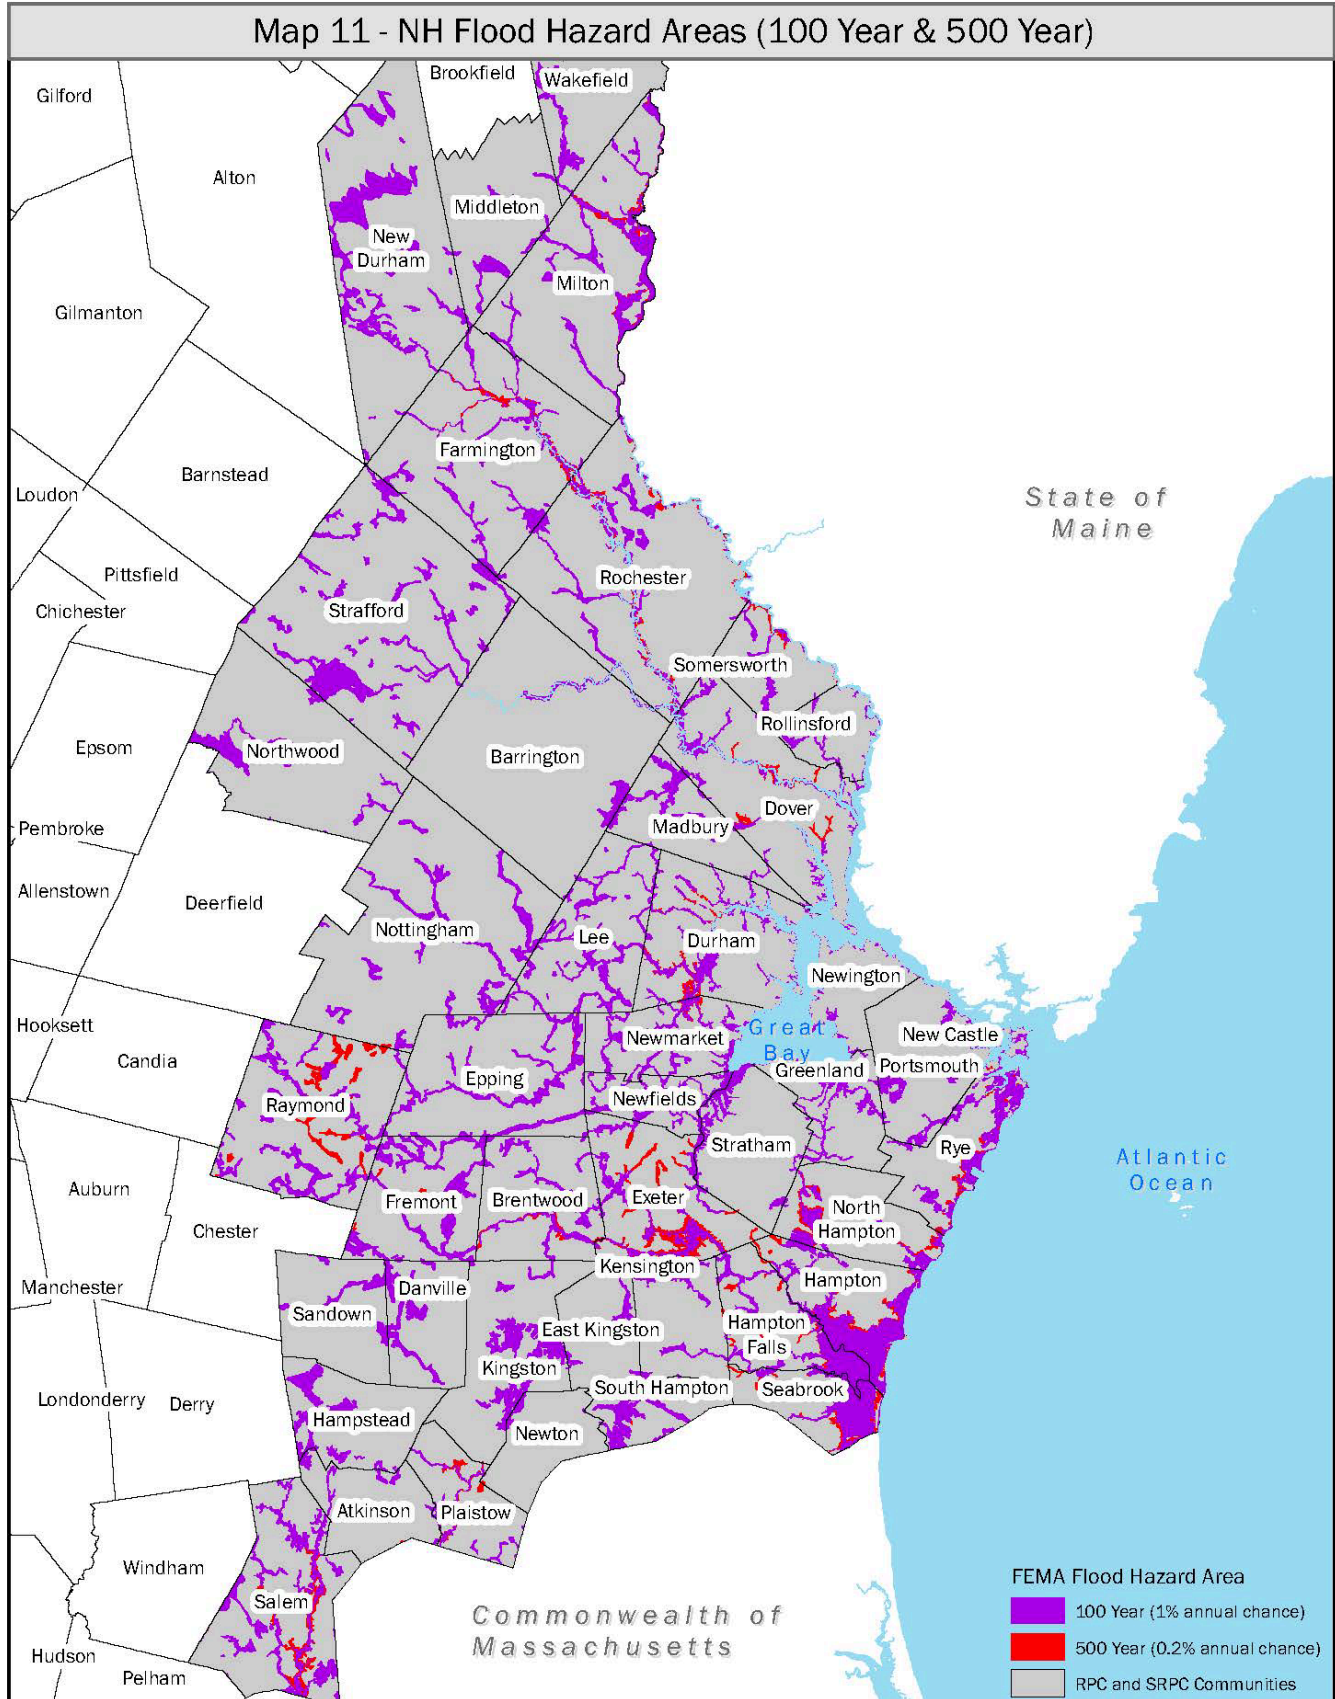 Map 11 - NH Flood Hazard Areas (100 Year & 500 Year)
Brookfield
Wakefield
Gilford
Alton
Middleton
New
Durham
Milton
Gilmanton
Farmington
Barnstead
Loudon
State of
Maine
Pittsfield
Rochester
Chichester
Strafford
Somersworth
Rollinsford
Epsom
Northwood
Barrington
Dover
Pembroke
Madbury
Allenstown
Deerfield
Nottingham
Lee
Durham
Newington
Hooksett
Great
Bay
New Castle
Newmarket
Candia
Greenland
Portsmouth
Epping
Newfields
Raymond
Stratham
Rye
Atlantic
Ocean
Auburn
Fremont
Brentwood
Exeter
North
Hampton
Chester
Kensington
Hampton
Manchester
Danville
Sandown
East Kingston
Hampton
Falls
Kingston
South Hampton
Seabrook
Londonderry
Derry
Hampstead
Newton
Atkinson
Plaistow
Windham
Salem
Commonwealth of
Massachusetts
Hudson
Pelham
FEMA Flood Hazard Area
100 Year (1% annual chance)
500 Year (0.2% annual chance)
RPC and SRPC Communities